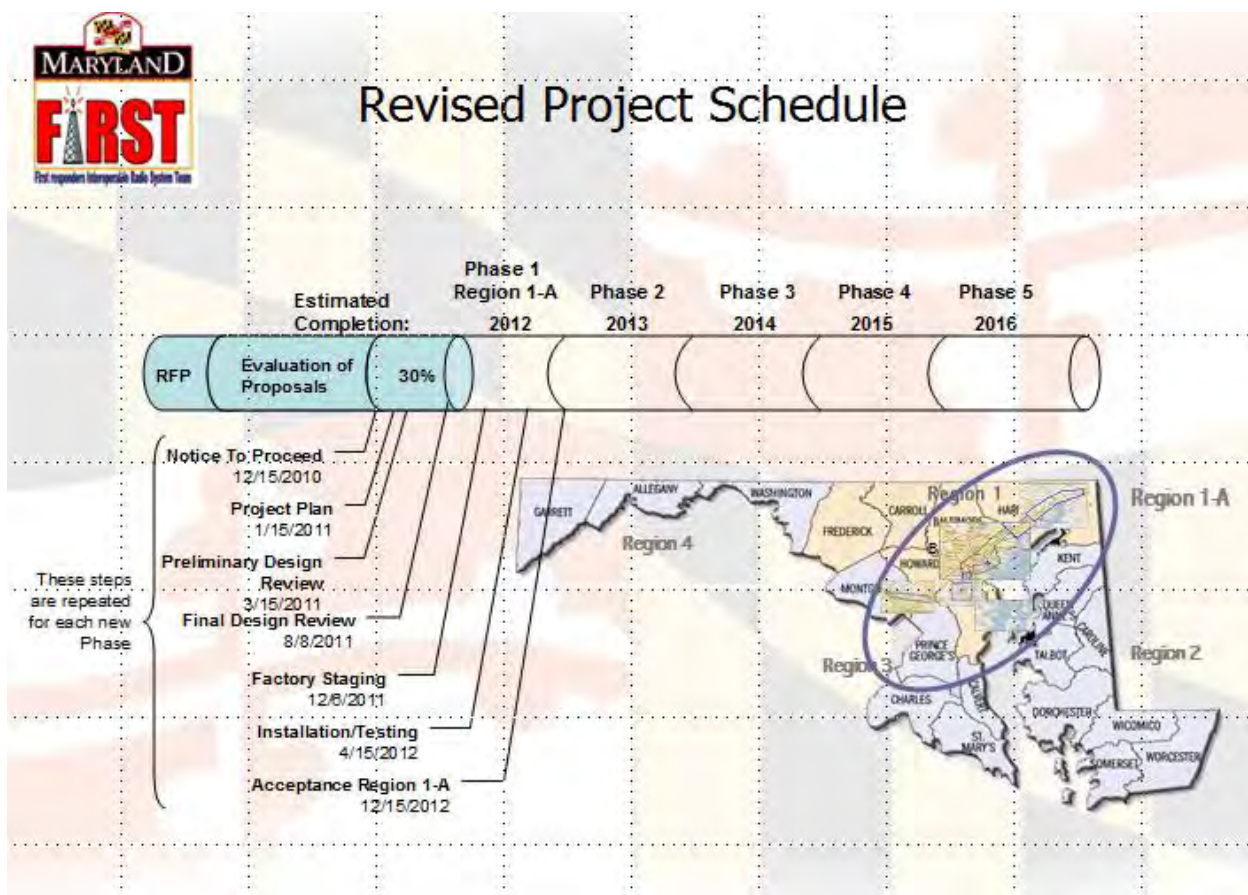 MARYLAND
FiRST
First responders Interoperable Radio System Team
Revised Project Schedule
Estimated
Completion:
Phase 1
Region 1-A
2012
Phase 2
2013
Phase 3
2014
Phase 4
2015
Phase 5
2016
RFP
Evaluation of
Proposals
30%
Notice To Proceed
12/15/2010
Project Plan
1/15/2011
Preliminary Design
Review
3/15/2011
Final Design Review
8/8/2011
Factory Staging
12/6/2011
Installation/Testing
4/15/2012
Acceptance Region 1-A
12/15/2012
These steps
are repeated
for each new
Phase
GARRETT
ALLEGANY
WASHINGTON
FREDERICK
CARROLL
Region 1
HARF
Region 1-A
Region 4
HOWARD
KENT
MONTG
QUEEN
ANNE'S
CAROLINE
PRINCE
GEORGE'S
TALBOT
Region 3
Region 2
CHARLES
CALVERT
ST.
MARY'S
DORCHESTER
WICOMICO
SOMERSET
WORCESTER